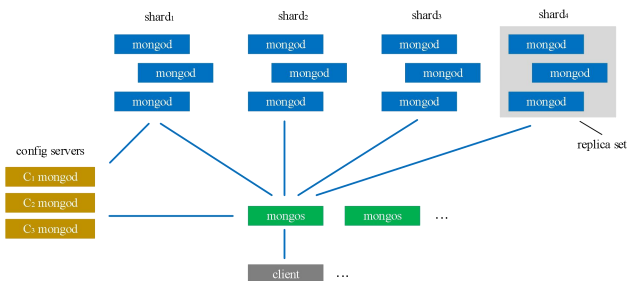 shard₁ shard₂ shard₃ shard₄
mongod mongod mongod mongod
mongod mongod mongod mongod
mongod mongod mongod mongod
replica set
config servers
C₁ mongod
C₂ mongod
C₃ mongod
mongos mongos ...
client ...